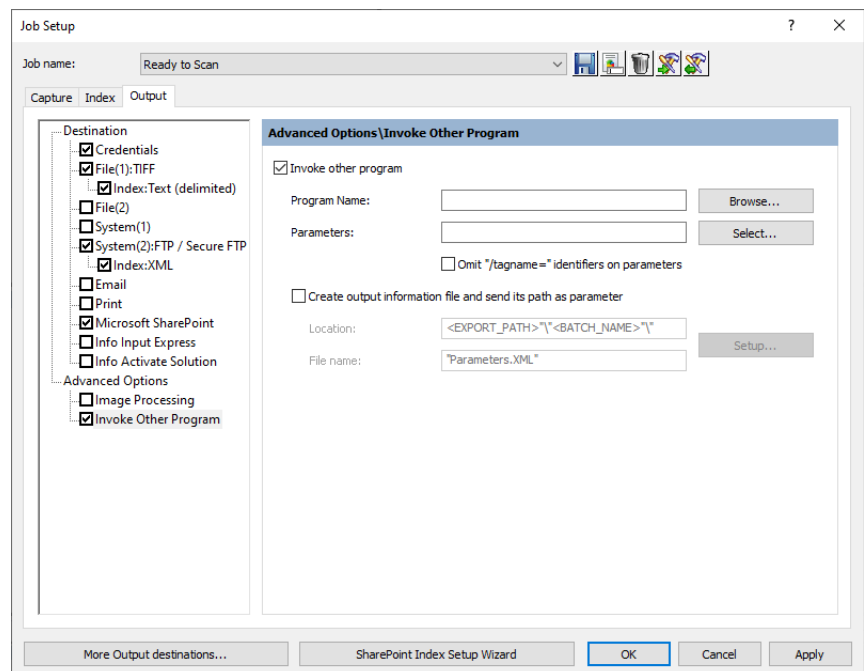 Job Setup
?
Job name:
Ready to Scan
Capture
Index
Output
Destination
Credentials
File(1):TIFF
Index:Text (delimited)
File(2)
System(1)
System(2):FTP / Secure FTP
Index:XML
Email
Print
Microsoft SharePoint
Info Input Express
Info Activate Solution
Advanced Options
Image Processing
Invoke Other Program
Advanced Options\Invoke Other Program
Invoke other program
Program Name:
Browse...
Parameters:
Select...
Omit "/tagname=" identifiers on parameters
Create output information file and send its path as parameter
Location:
<EXPORT_PATH>"\"<BATCH_NAME>"\"
Setup...
File name:
"Parameters.XML"
More Output destinations...
SharePoint Index Setup Wizard
OK
Cancel
Apply